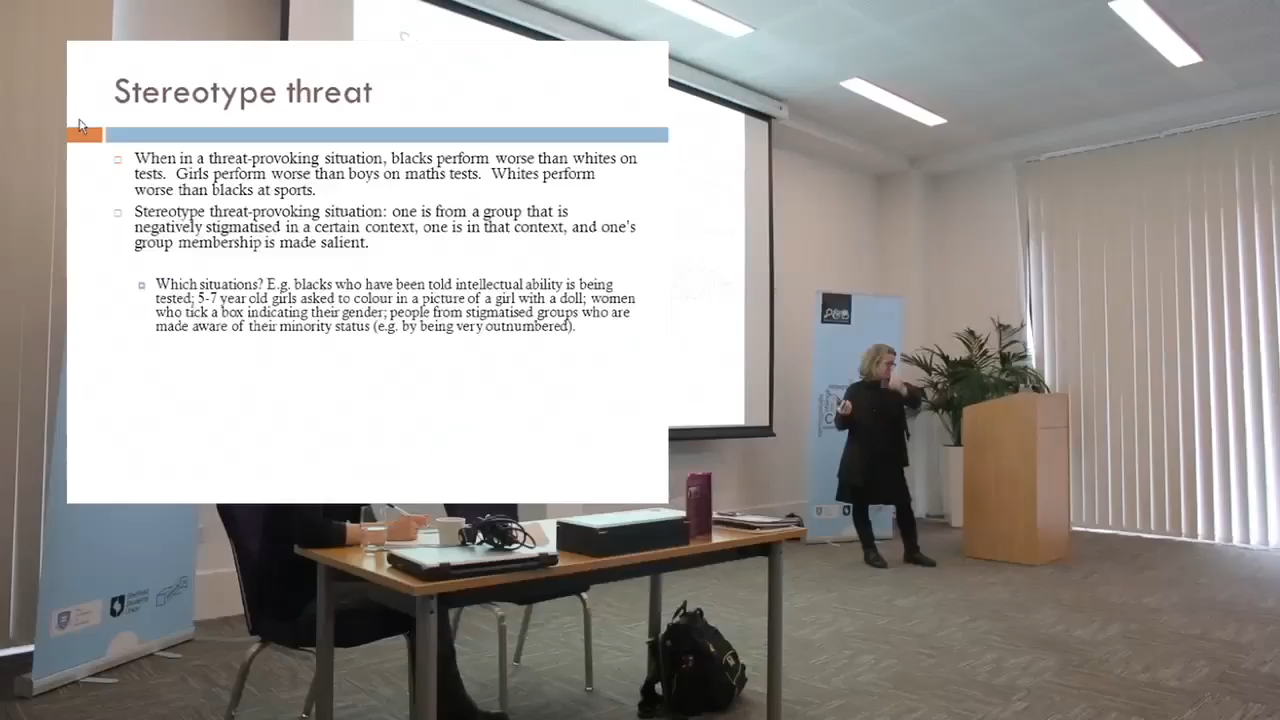 Stereotype threat
When in a threat-provoking situation, blacks perform worse than whites on
tests. Girls perform worse than boys on maths tests. Whites perform
worse than blacks at sports.
Stereotype threat-provoking situation: one is from a group that is
negatively stigmatised in a certain context, one is in that context, and one's
group membership is made salient.
Which situations? E.g. blacks who have been told intellectual ability is being
tested; 5-7 year old girls asked to colour in a picture of a girl with a doll; women
who tick a box indicating their gender; people from stigmatised groups who are
made aware of their minority status (e.g. by being very outnumbered).
Sheffield
Students'
Union